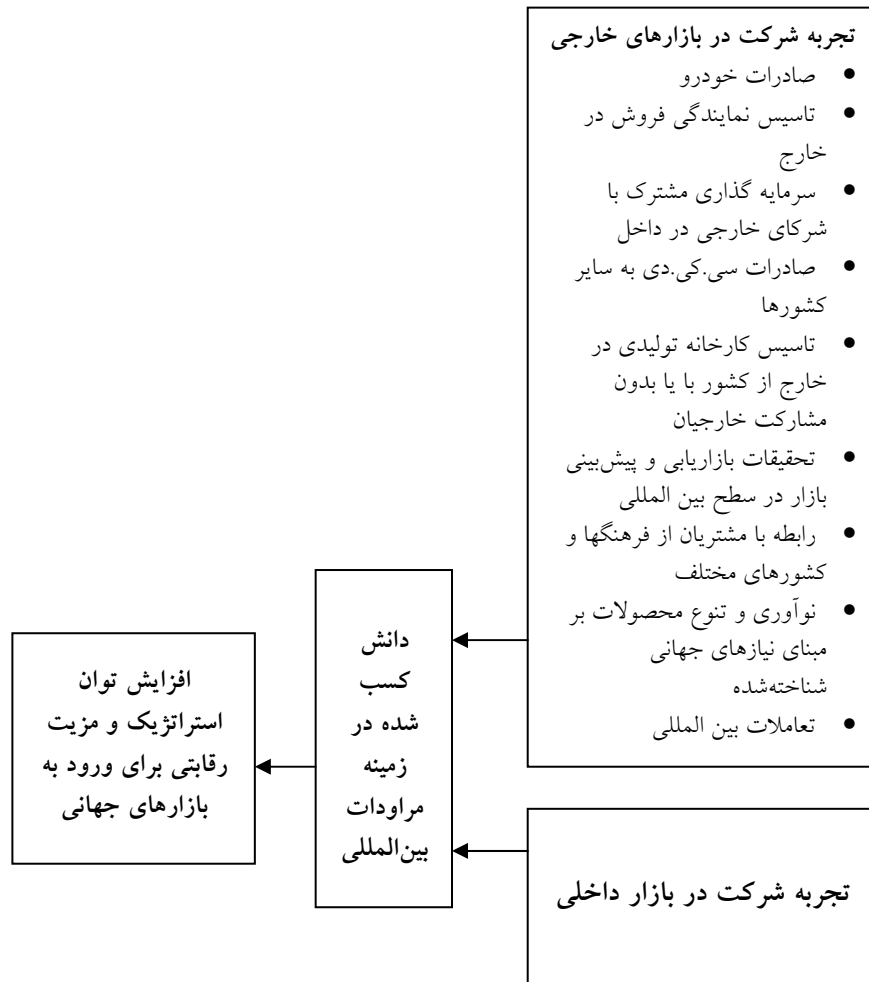 تجربه شرکت در بازارهای خارجی
• صادرات خودرو
• تاسیس نمایندگی فروش در
خارج
• سرمایه گذاری مشترک با
شرکای خارجی در داخل
• صادرات سی.کی.دی به سایر
کشورها
• تاسیس کارخانه تولیدی در
خارج از کشور با یا بدون
مشارکت خارجیان
• تحقیقات بازاریابی و پیش‌بینی
بازار در سطح بین المللی
• رابطه با مشتریان از فرهنگها و
کشورهای مختلف
• نوآوری و تنوع محصولات بر
مبنای نیازهای جهانی
شناخته‌شده
• تعاملات بین المللی
تجربه شرکت در بازار داخلی
دانش
کسب
شده در
زمینه
مراودات
بین‌المللی
افزایش توان
استراتژیک و مزیت
رقابتی برای ورود به
بازارهای جهانی